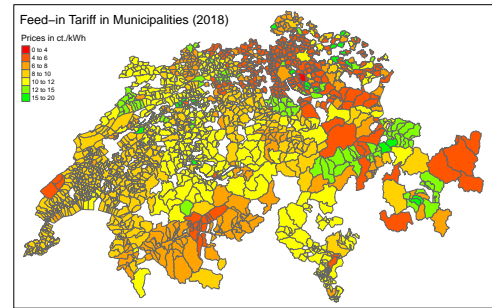 Feed-in Tariff in Municipalities (2018)
Prices in ct./kWh
0 to 4
4 to 6
6 to 8
8 to 10
10 to 12
12 to 15
15 to 20